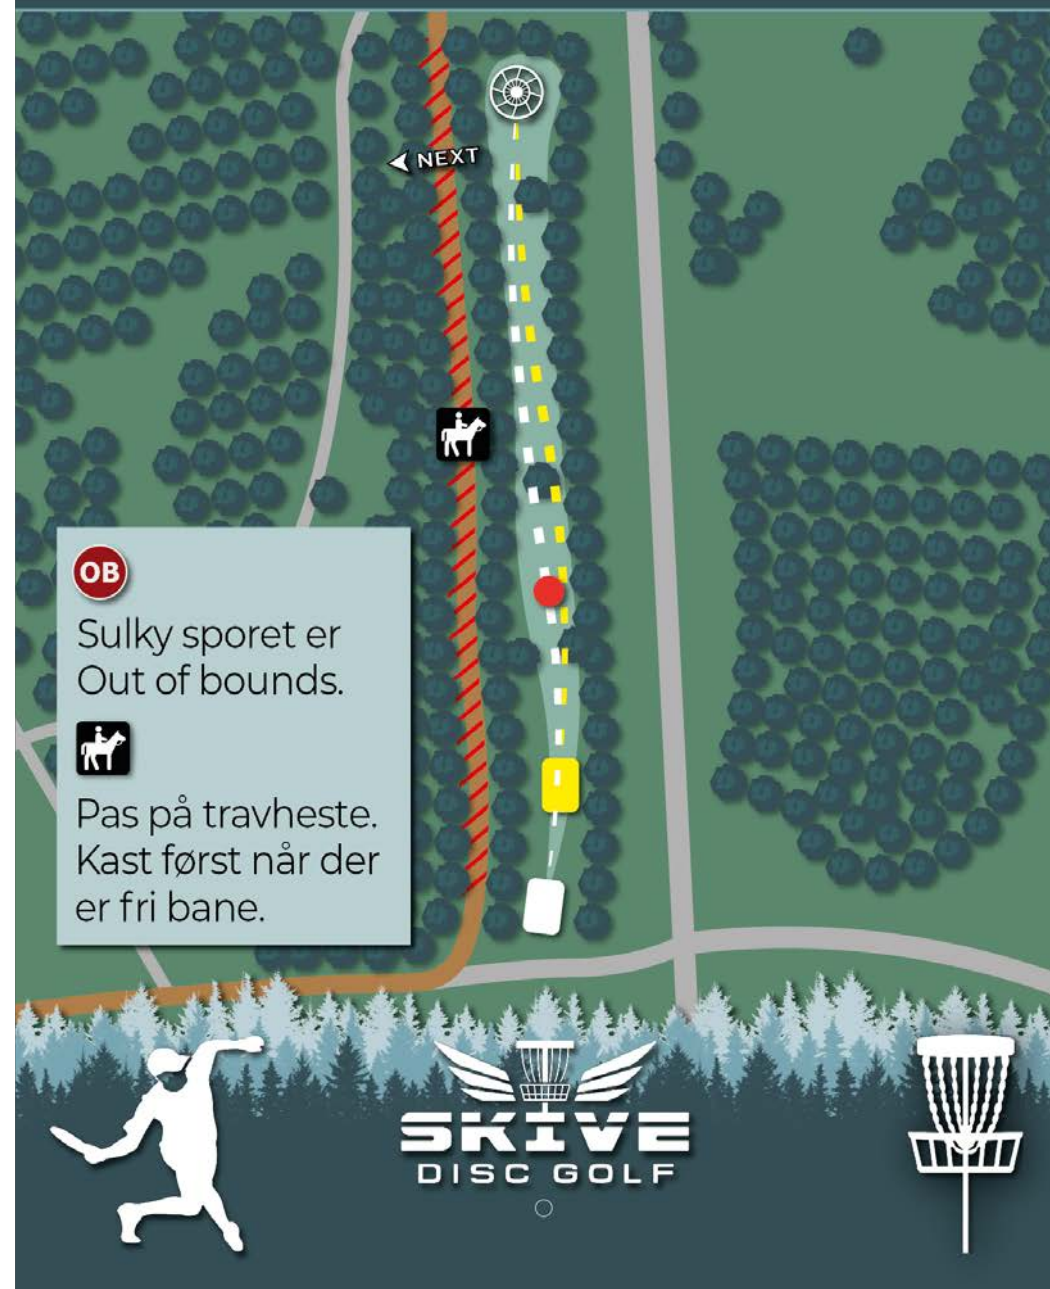 NEXT
OB
Sulky sporet er
Out of bounds.
Pas på travheste.
Kast først når der
er fri bane.
SKIVE
DISC GOLF